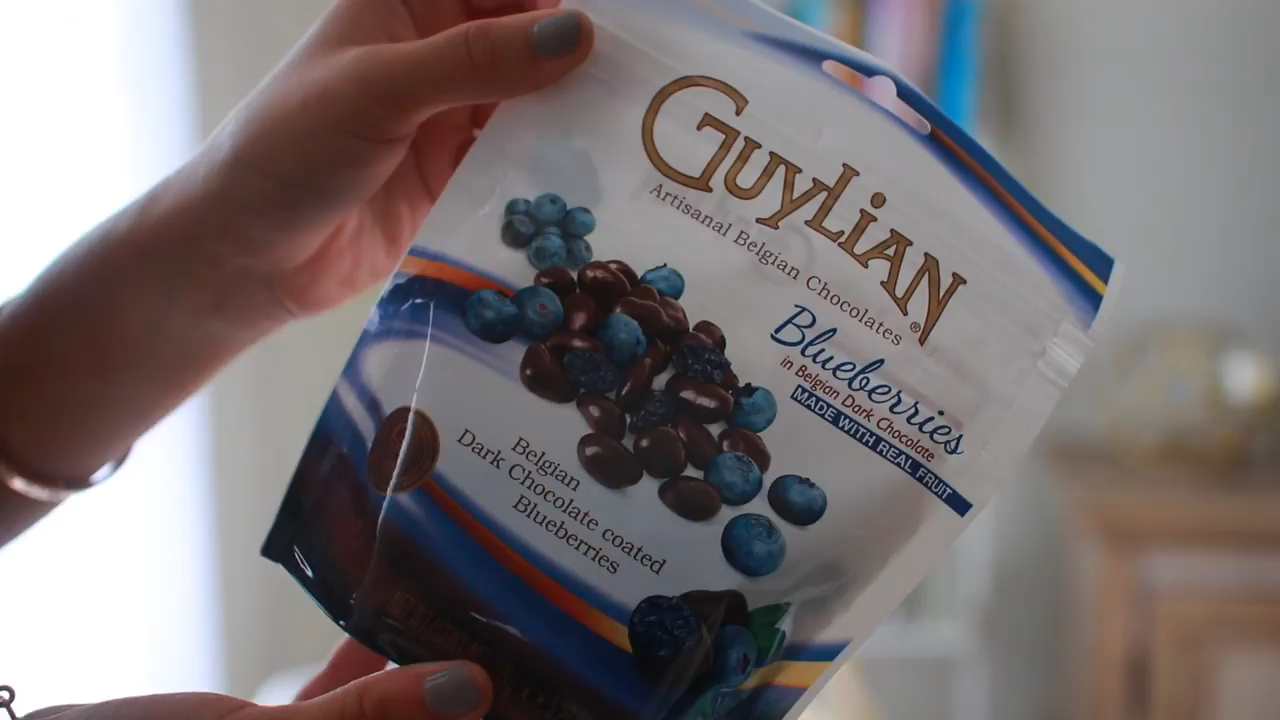 GUYLIAN
Artisanal Belgian Chocolates®
Blueberries
in Belgian Dark Chocolate
MADE WITH REAL FRUIT
Belgian
Dark Chocolate coated
Blueberries